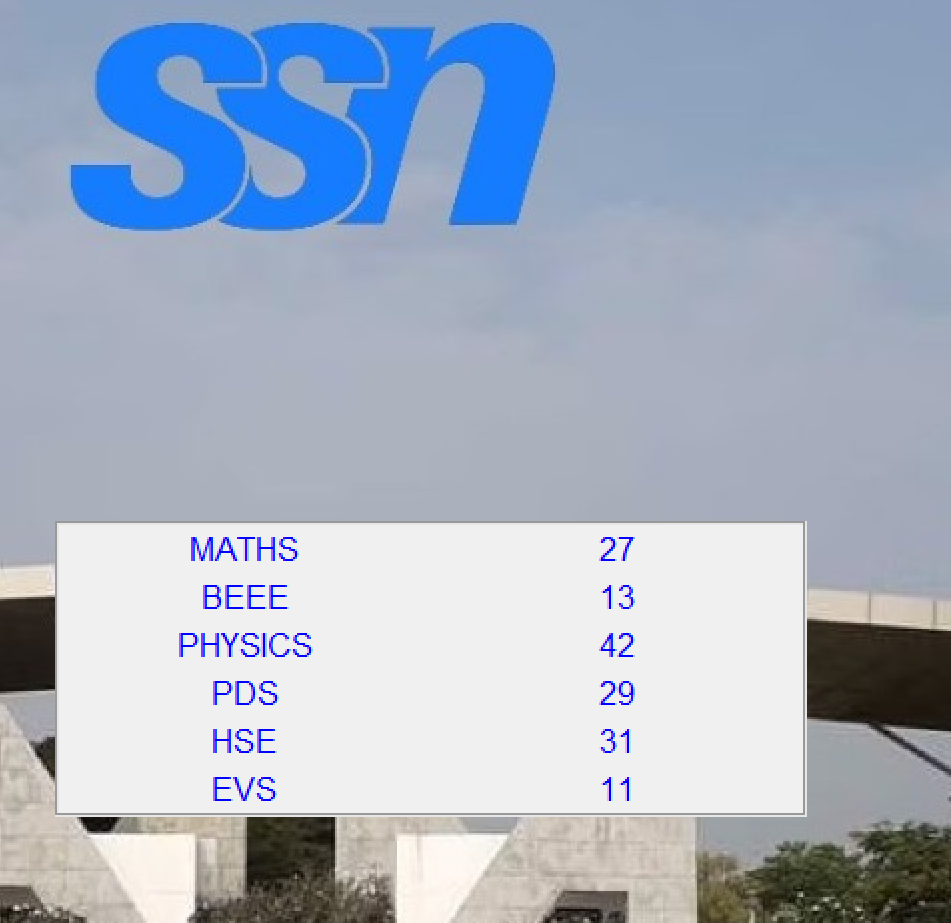 ssn
MATHS 27
BEEE 13
PHYSICS 42
PDS 29
HSE 31
EVS 11